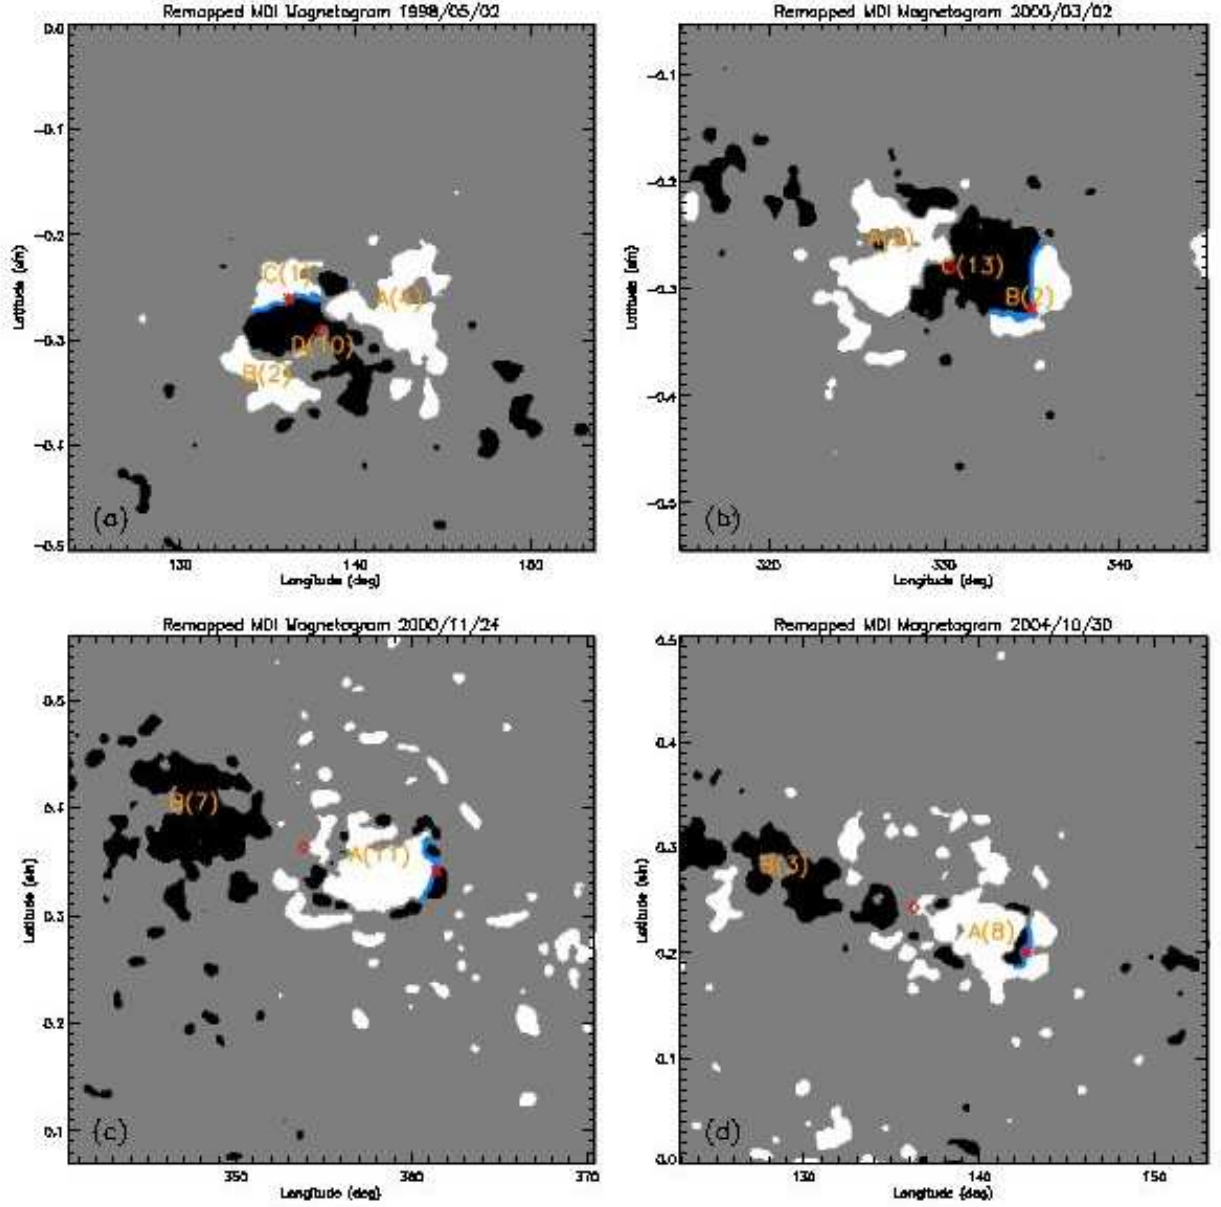 Remapped MDI Magnetogram 1998/05/02
0.0
-0.1
-0.2
-0.3
-0.4
-0.5
Latitude (sin)
C(1)
A(4)
D(10)
B(2)
(a)
130
140
150
Longitude (deg)
Remapped MDI Magnetogram 2000/03/02
-0.1
-0.2
-0.3
-0.4
-0.5
Latitude (sin)
C(13)
B(2)
(b)
320
330
340
Longitude (deg)
Remapped MDI Magnetogram 2000/11/24
0.5
0.4
0.3
0.2
0.1
Latitude (sin)
B(7)
A(11)
(c)
350
360
370
Longitude (deg)
Remapped MDI Magnetogram 2004/10/30
0.5
0.4
0.3
0.2
0.1
0.0
Latitude (sin)
B(3)
A(8)
(d)
130
140
150
Longitude (deg)